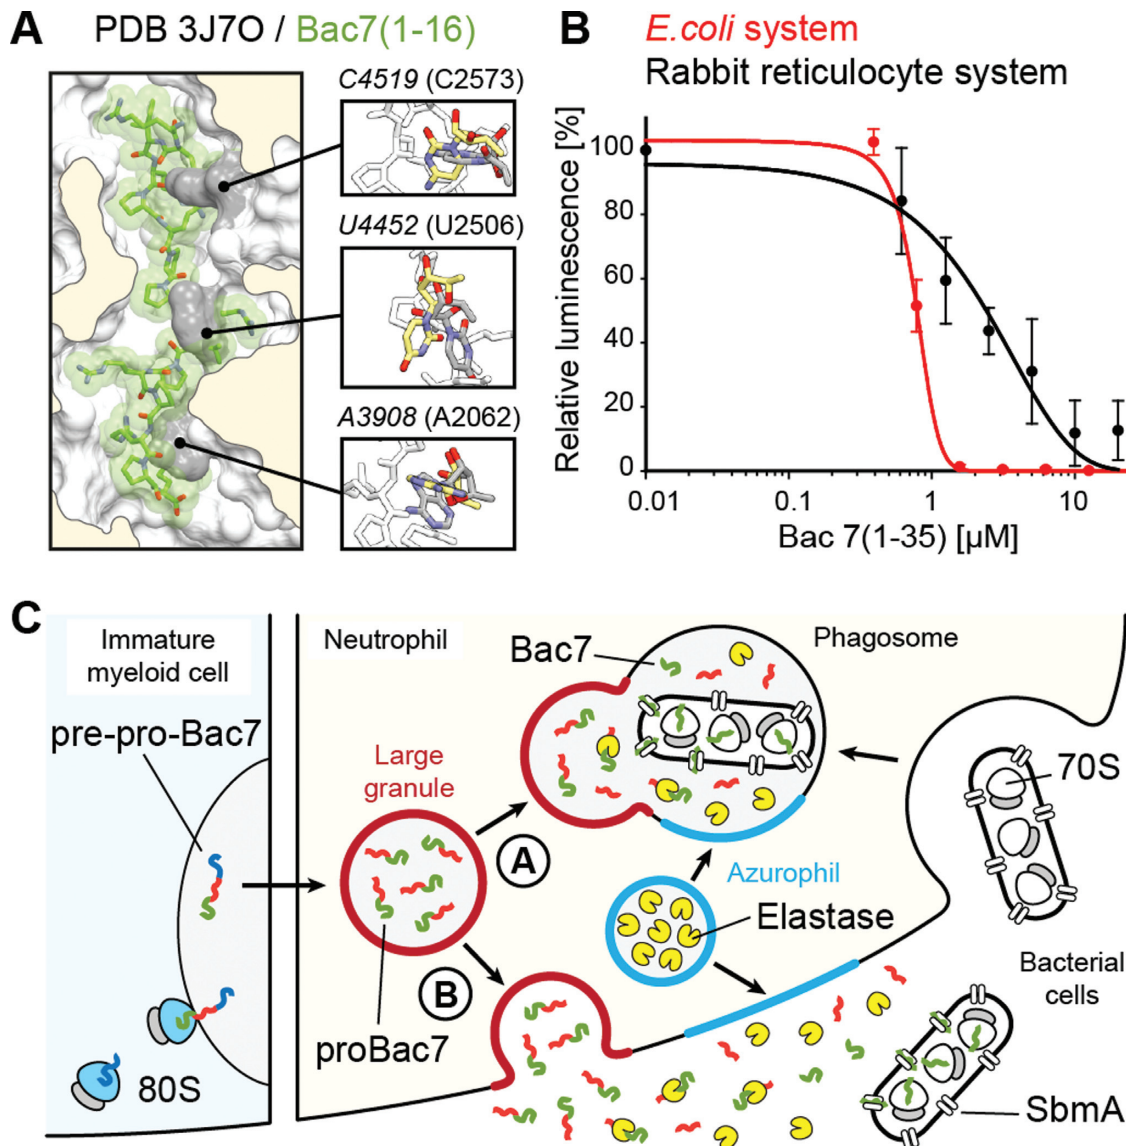 A
PDB 3J7O / Bac7(1-16)
C4519 (C2573)
U4452 (U2506)
A3908 (A2062)
B
E.coli system
Rabbit reticulocyte system
Relative luminescence [%]
100
80
60
40
20
0
0.01
0.1
1
10
Bac 7(1-35) [µM]
C
Immature
myeloid cell
pre-pro-Bac7
80S
Neutrophil
Large
granule
proBac7
A
B
Bac7
Phagosome
Azurophil
Elastase
70S
Bacterial
cells
SbmA